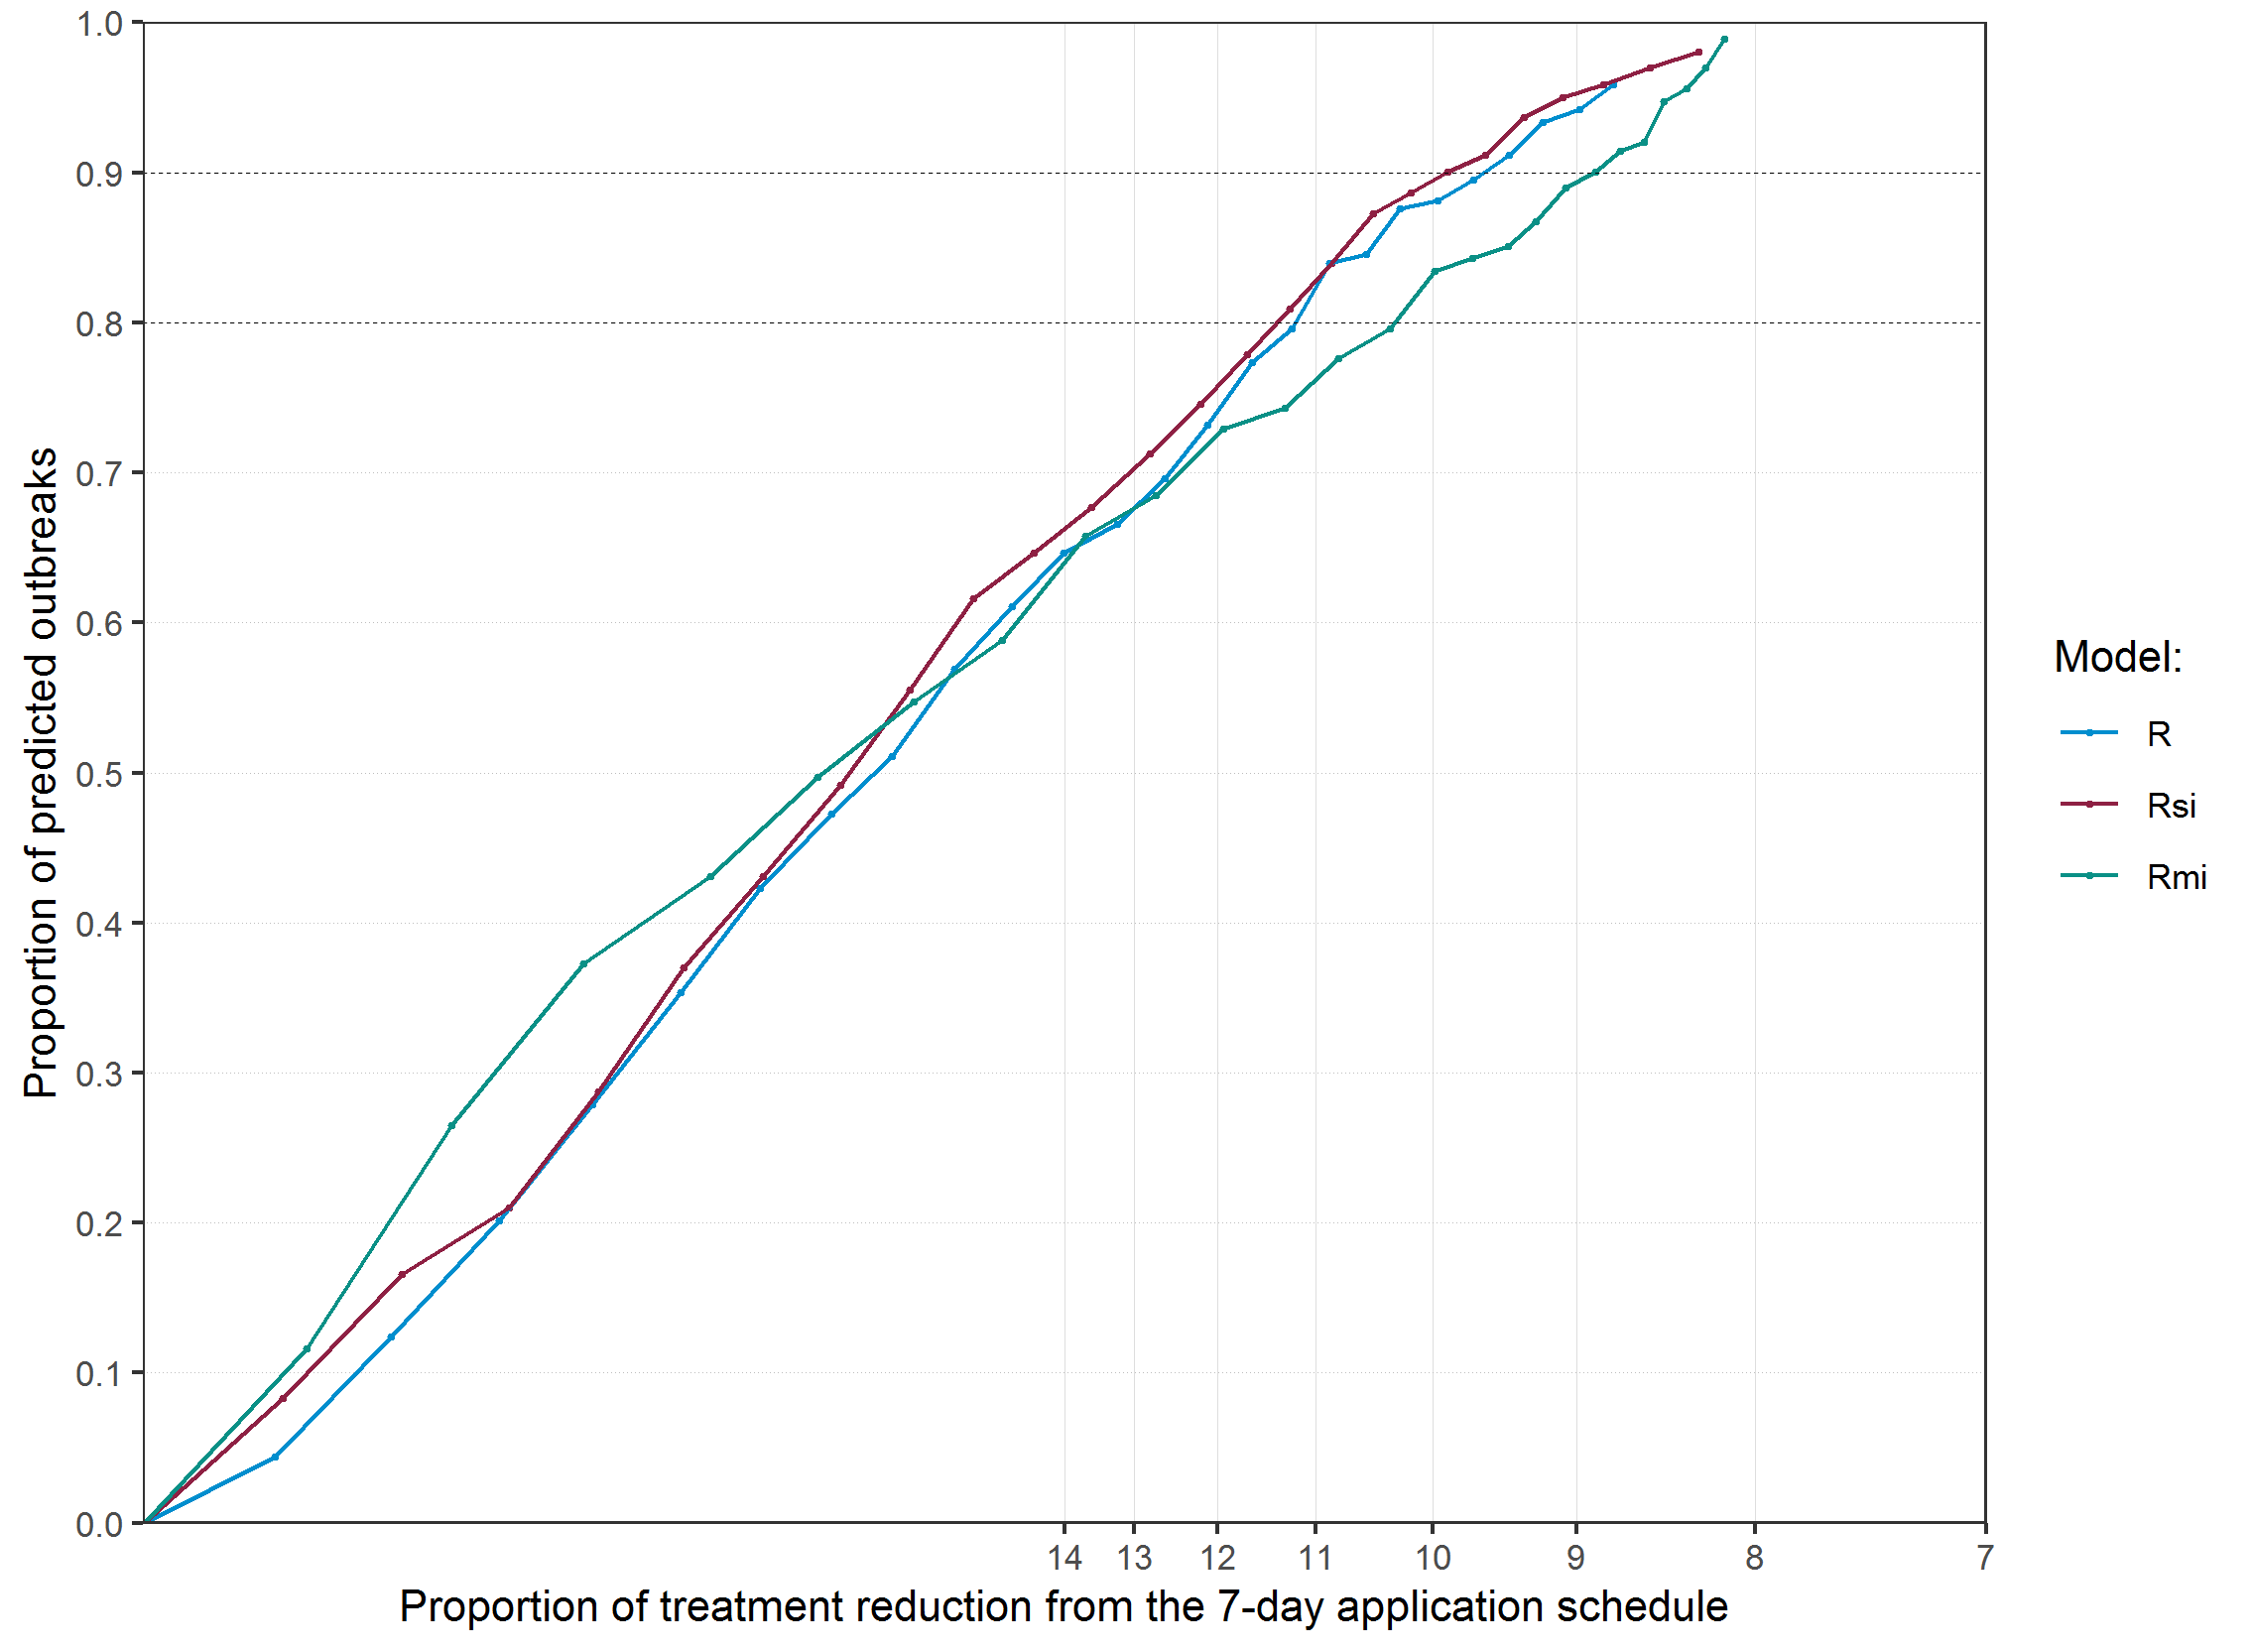 1.0
0.9
0.8
0.7
0.6
0.5
0.4
0.3
0.2
0.1
0.0
Proportion of predicted outbreaks
14 13 12 11 10 9 8 7
Proportion of treatment reduction from the 7-day application schedule
Model:
R
Rsi
Rmi